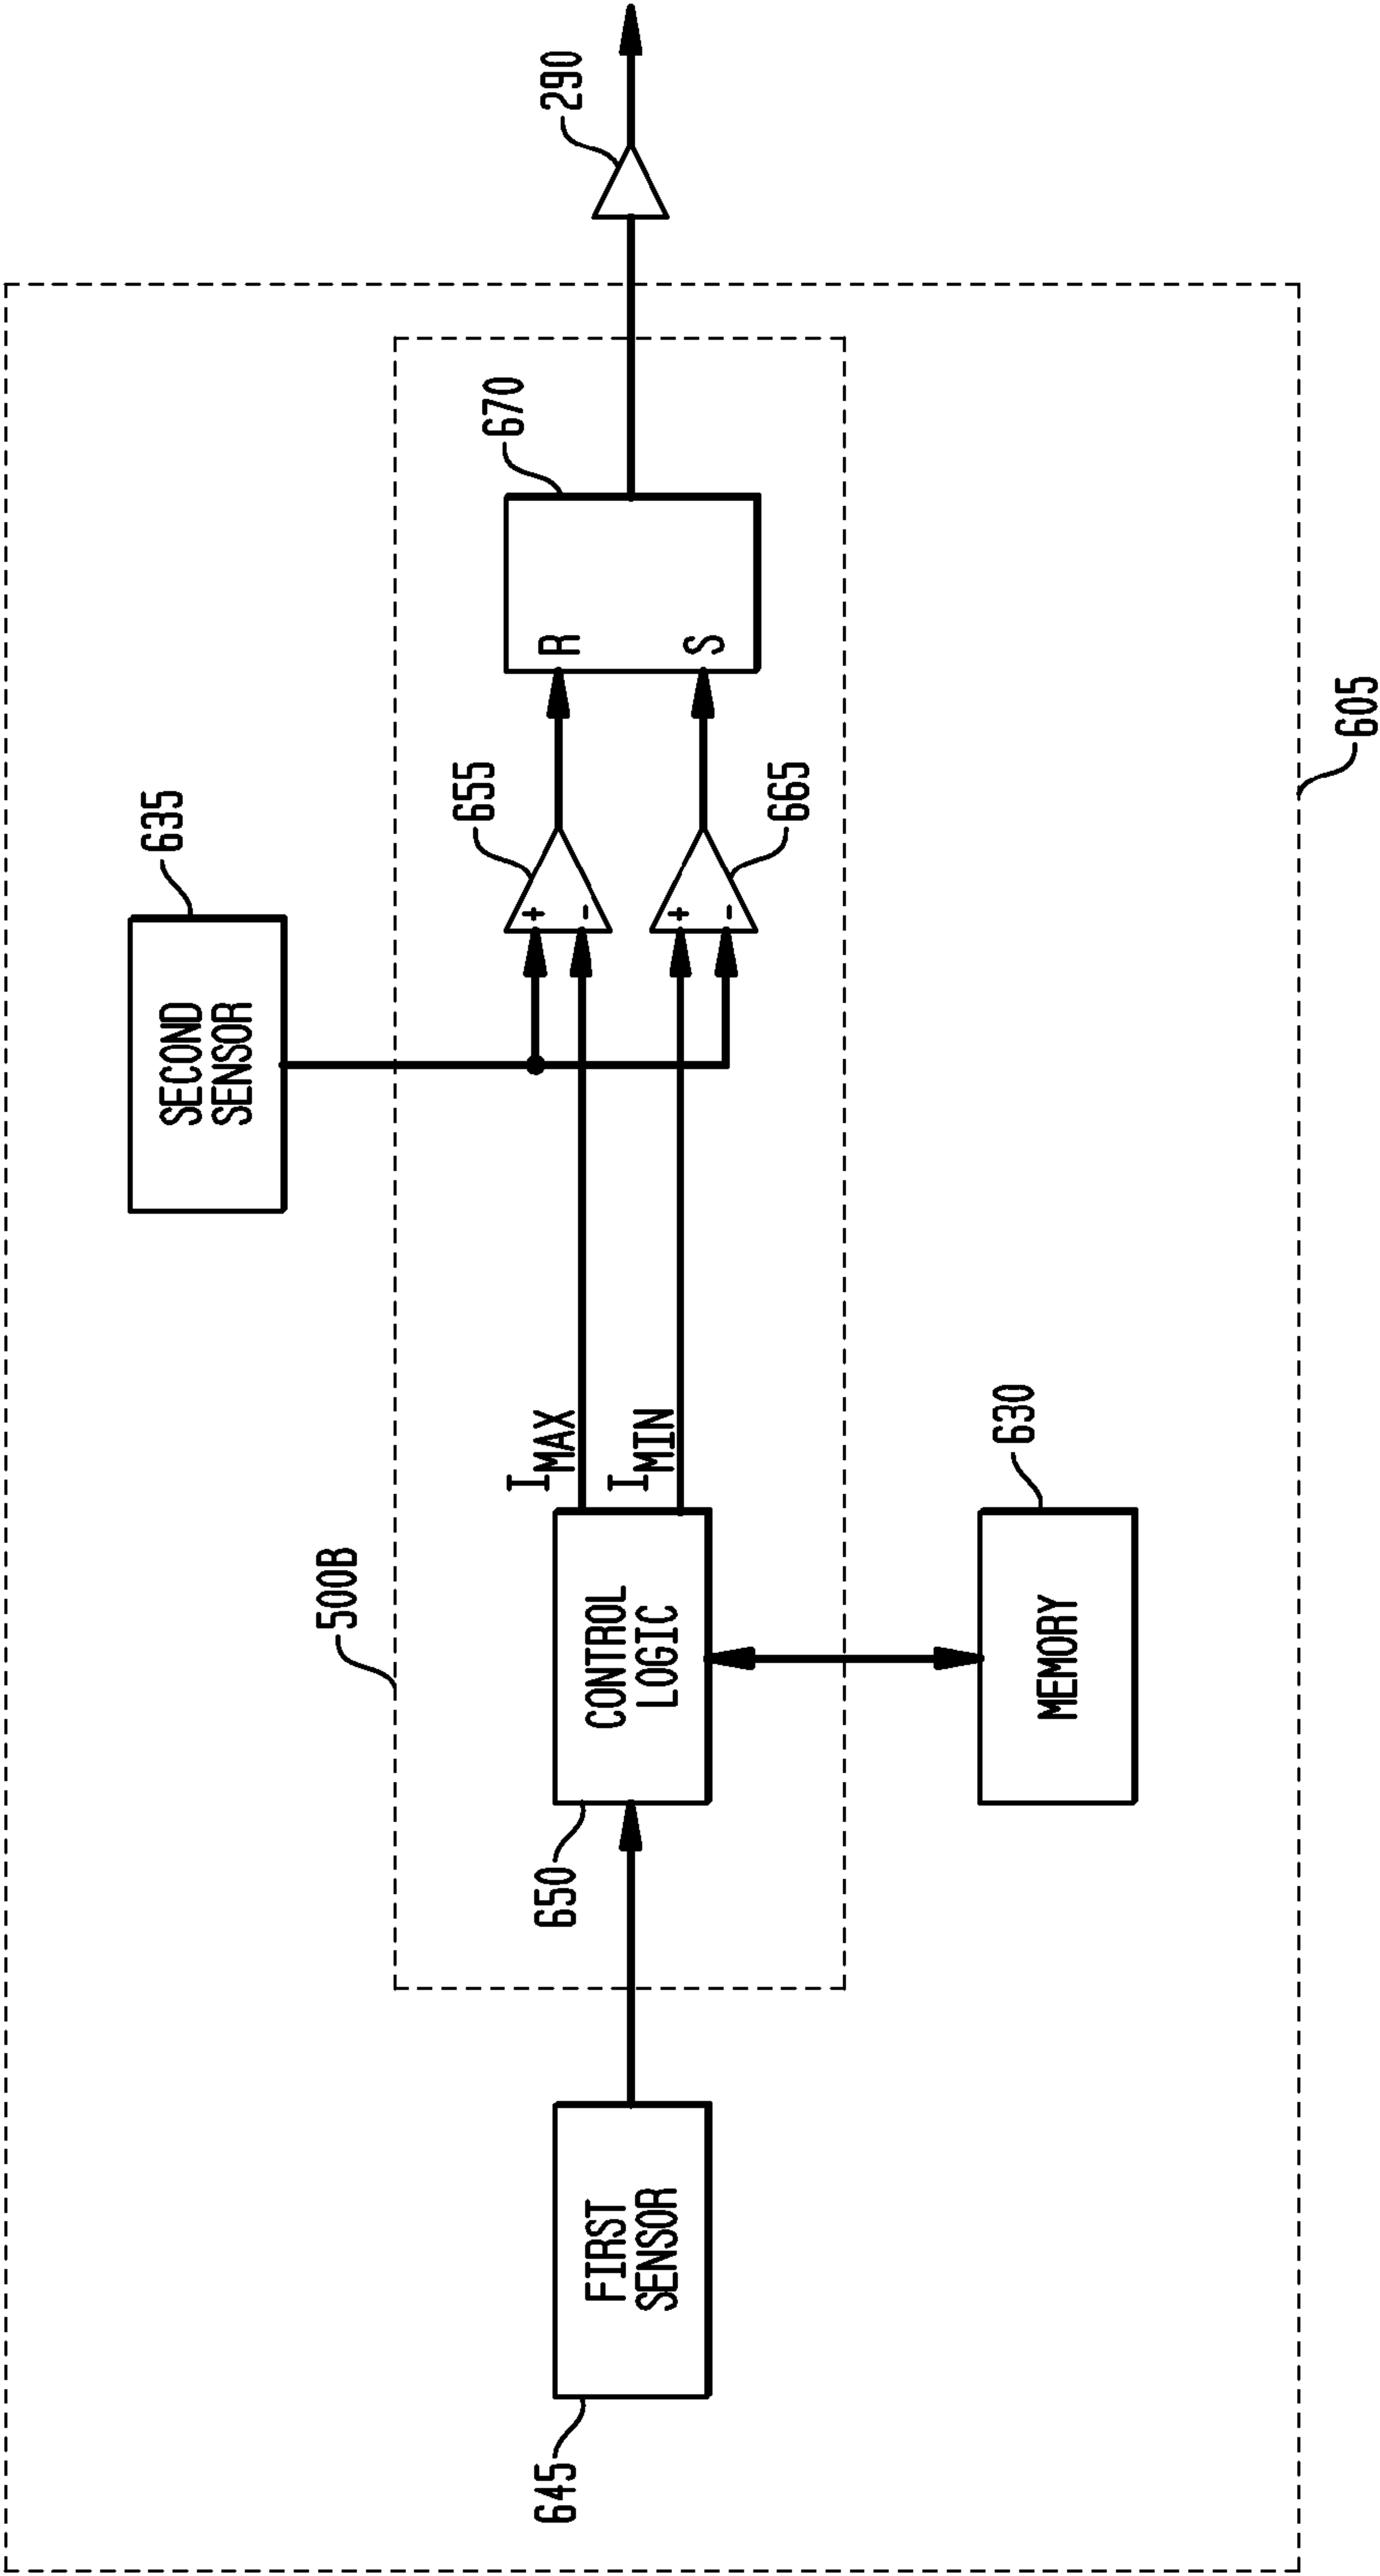 635
SECOND
SENSOR
500B
655
670
290
645
FIRST
SENSOR
650
CONTROL
LOGIC
IMAX
IMIN
+
-
+
-
R
S
665
630
MEMORY
605